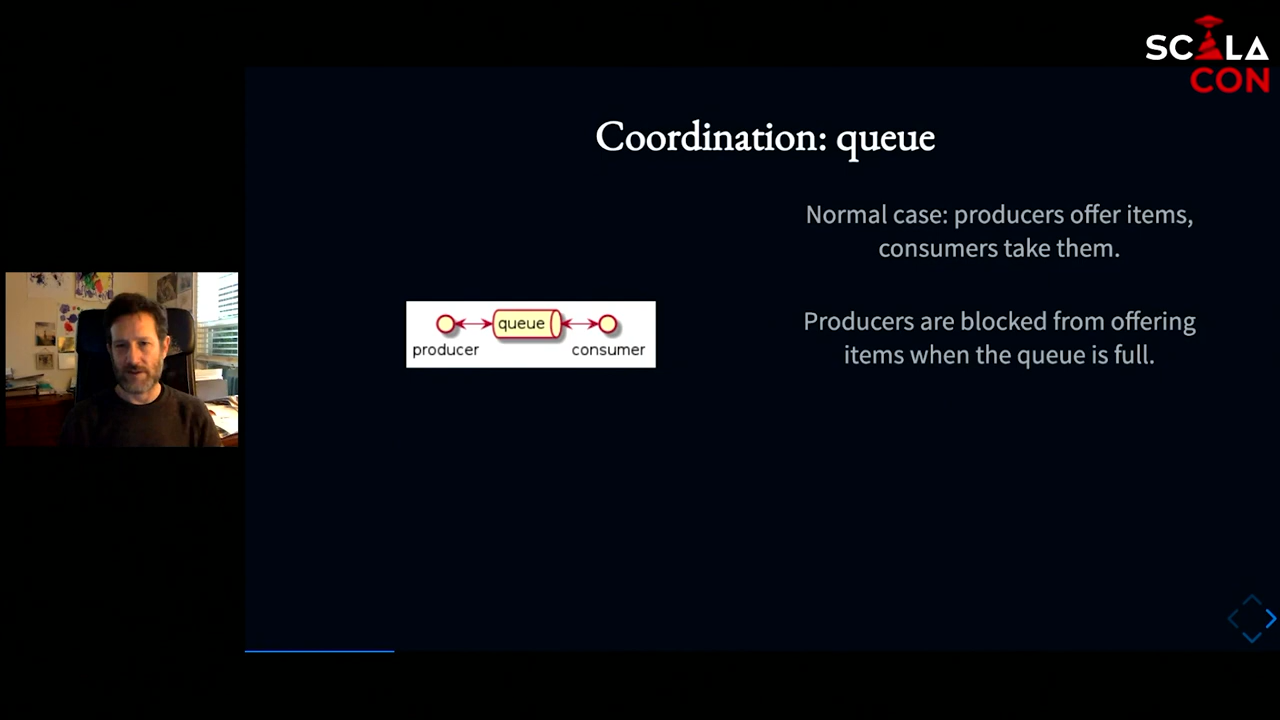 SCALA
CON
Coordination: queue
Normal case: producers offer items,
consumers take them.
queue
producer
consumer
Producers are blocked from offering
items when the queue is full.